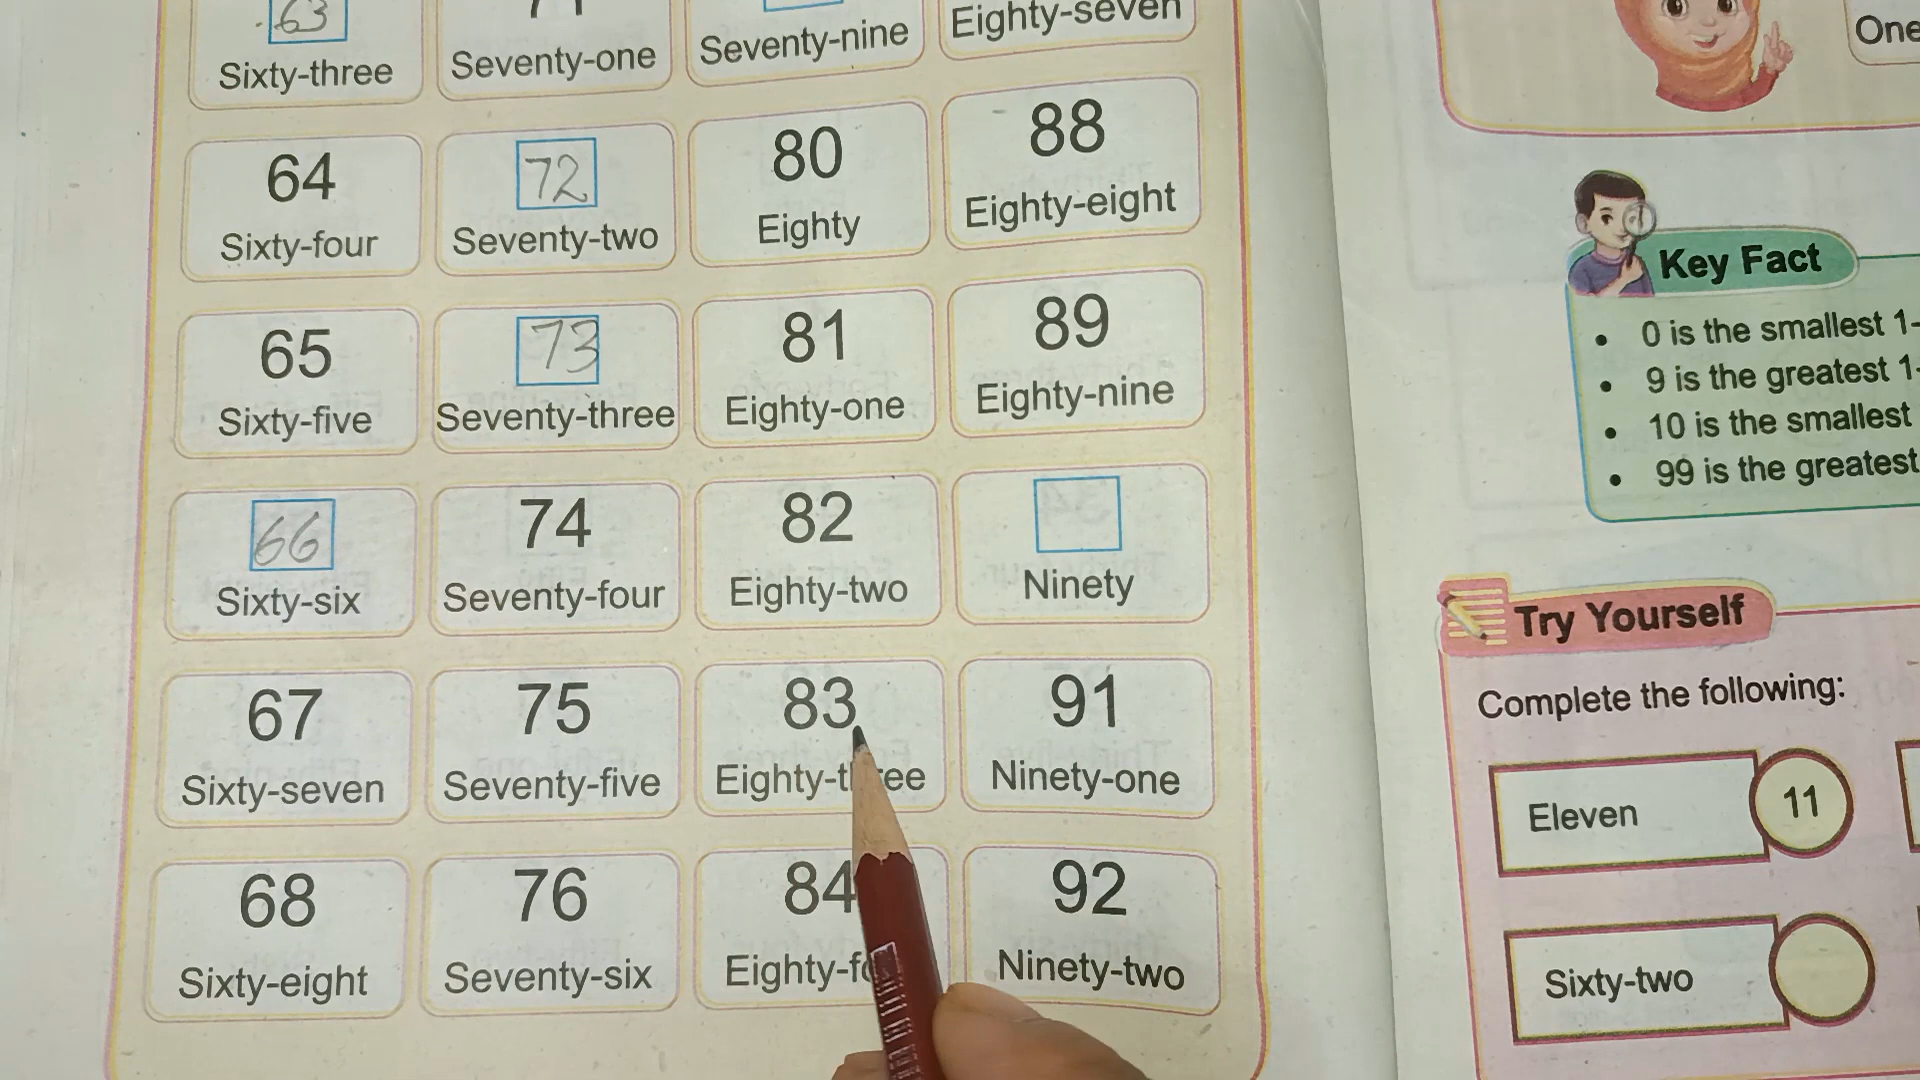 63
Sixty-three
Seventy-one
Seventy-nine
Eighty-seven
64
Sixty-four
72
Seventy-two
80
Eighty
88
Eighty-eight
65
Sixty-five
73
Seventy-three
81
Eighty-one
89
Eighty-nine
66
Sixty-six
74
Seventy-four
82
Eighty-two
Ninety
67
Sixty-seven
75
Seventy-five
83
Eighty-three
91
Ninety-one
68
Sixty-eight
76
Seventy-six
84
92
Ninety-two
One
Key Fact
• 0 is the smallest 1-
• 9 is the greatest 1-
• 10 is the smallest
• 99 is the greatest
Try Yourself
Complete the following:
Eleven 11
Sixty-two